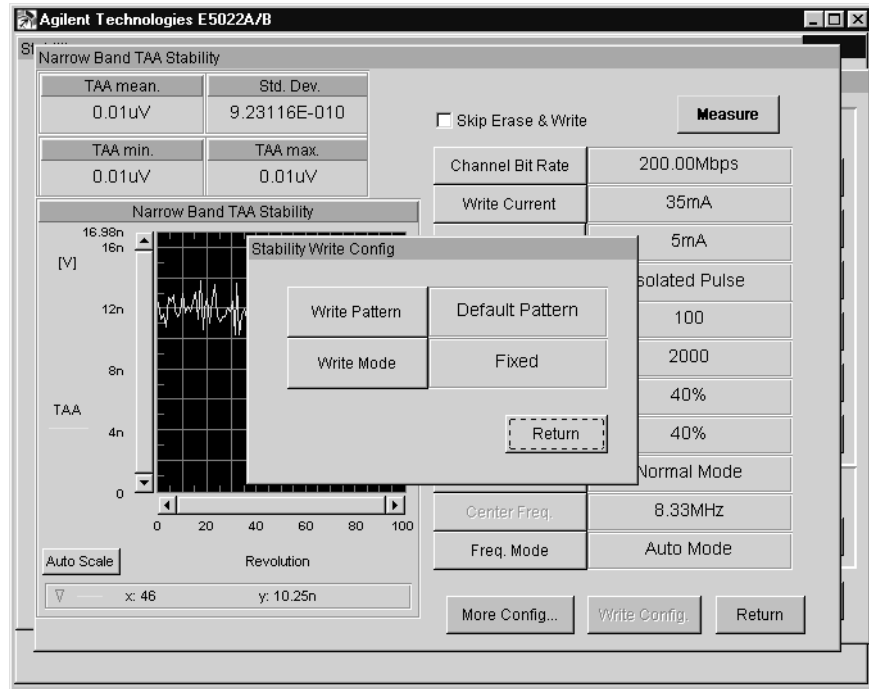 Agilent Technologies E5022A/B
Narrow Band TAA Stability
TAA mean.
Std. Dev.
0.01uV
9.23116E-010
TAA min.
TAA max.
0.01uV
0.01uV
Skip Erase & Write
Measure
Channel Bit Rate
200.00Mbps
Write Current
35mA
5mA
solated Pulse
100
2000
40%
40%
Normal Mode
Center Freq.
8.33MHz
Freq. Mode
Auto Mode
Narrow Band TAA Stability
16.98n
16n
[V]
12n
8n
TAA
4n
0
0 20 40 60 80 100
Auto Scale
Revolution
x: 46
y: 10.25n
Stability Write Config
Write Pattern
Default Pattern
Write Mode
Fixed
Return
More Config...
Write Config.
Return